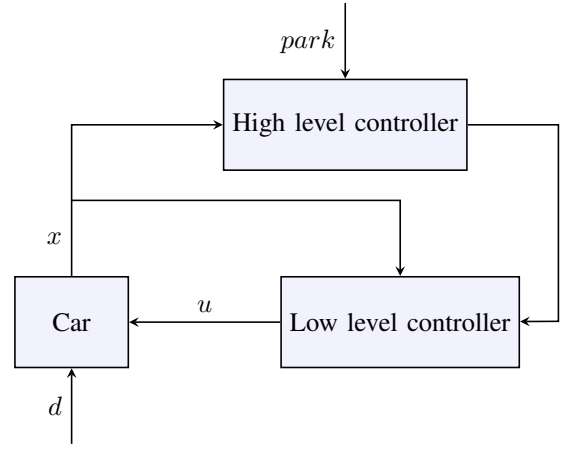 park
High level controller
x
u
Car
Low level controller
d